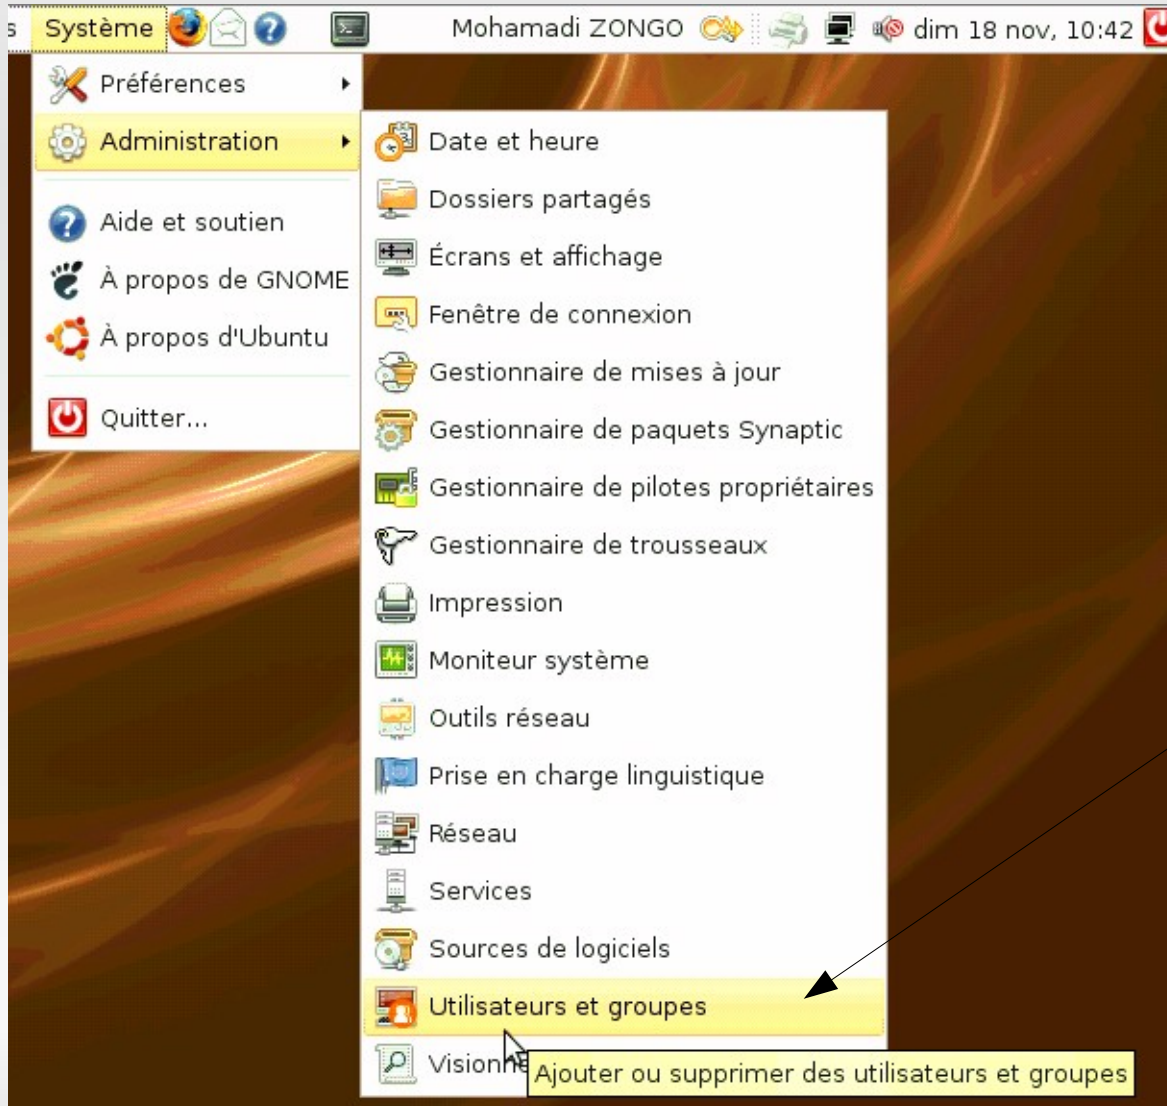 s Système Mohamadi ZONGO dim 18 nov, 10:42
Préférences
Administration
Aide et soutien
À propos de GNOME
À propos d'Ubuntu
Quitter...
Date et heure
Dossiers partagés
Écrans et affichage
Fenêtre de connexion
Gestionnaire de mises à jour
Gestionnaire de paquets Synaptic
Gestionnaire de pilotes propriétaires
Gestionnaire de trousseaux
Impression
Moniteur système
Outils réseau
Prise en charge linguistique
Réseau
Services
Sources de logiciels
Utilisateurs et groupes
Visionne
Ajouter ou supprimer des utilisateurs et groupes